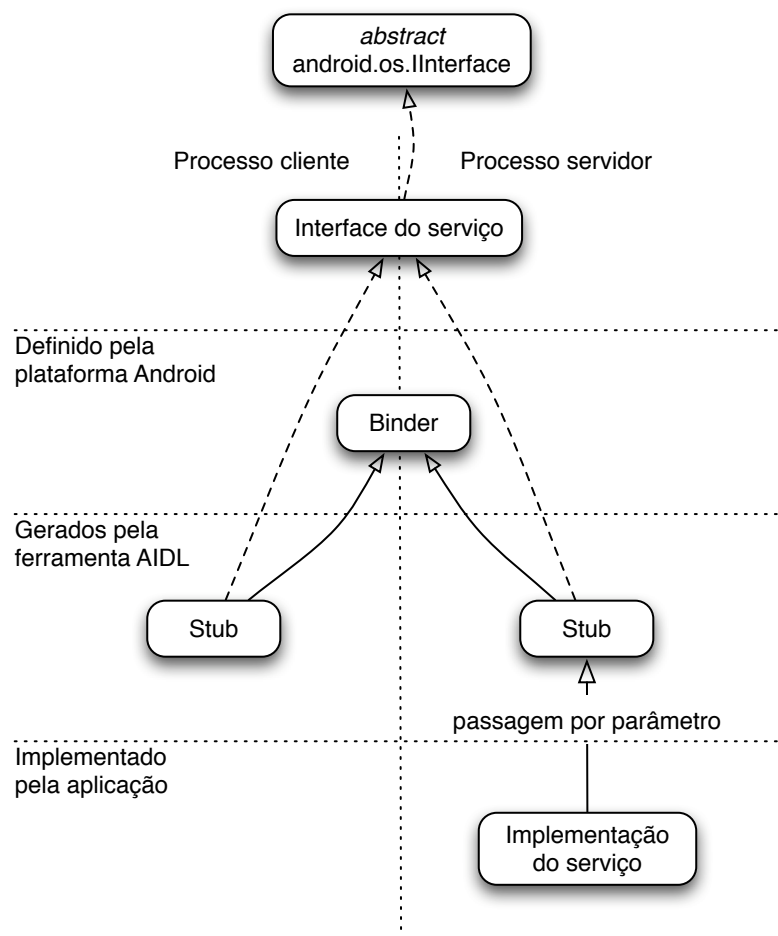 abstract
android.os.IInterface
Processo cliente
Processo servidor
Interface do serviço
Definido pela
plataforma Android
Binder
Gerados pela
ferramenta AIDL
Stub
Stub
passagem por parâmetro
Implementado
pela aplicação
Implementação
do serviço